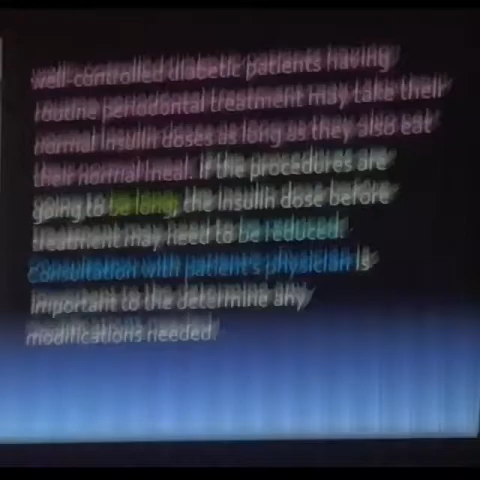 well-controlled diabetic patients having
routine periodontal treatment may take their
normal insulin doses as long as they also eat
their normal meal. If the procedures are
going to be long, the insulin dose before
treatment may need to be reduced.
consultation with patient's physician is
important to the determine any
modifications needed.